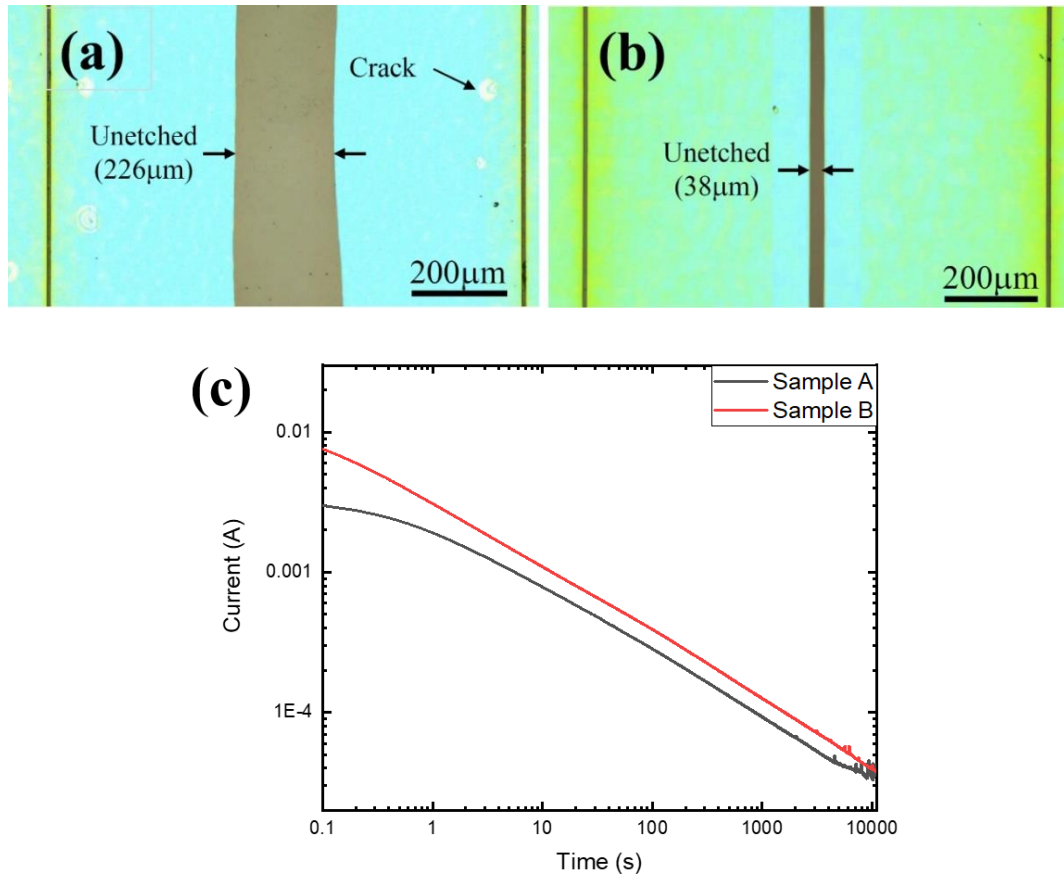 (a)
Crack
Unetched
(226μm)
200μm
(b)
Unetched
(38μm)
200μm
(c)
Sample A
Sample B
0.01
0.001
1E-4
Current (A)
0.1 1 10 100 1000 10000
Time (s)